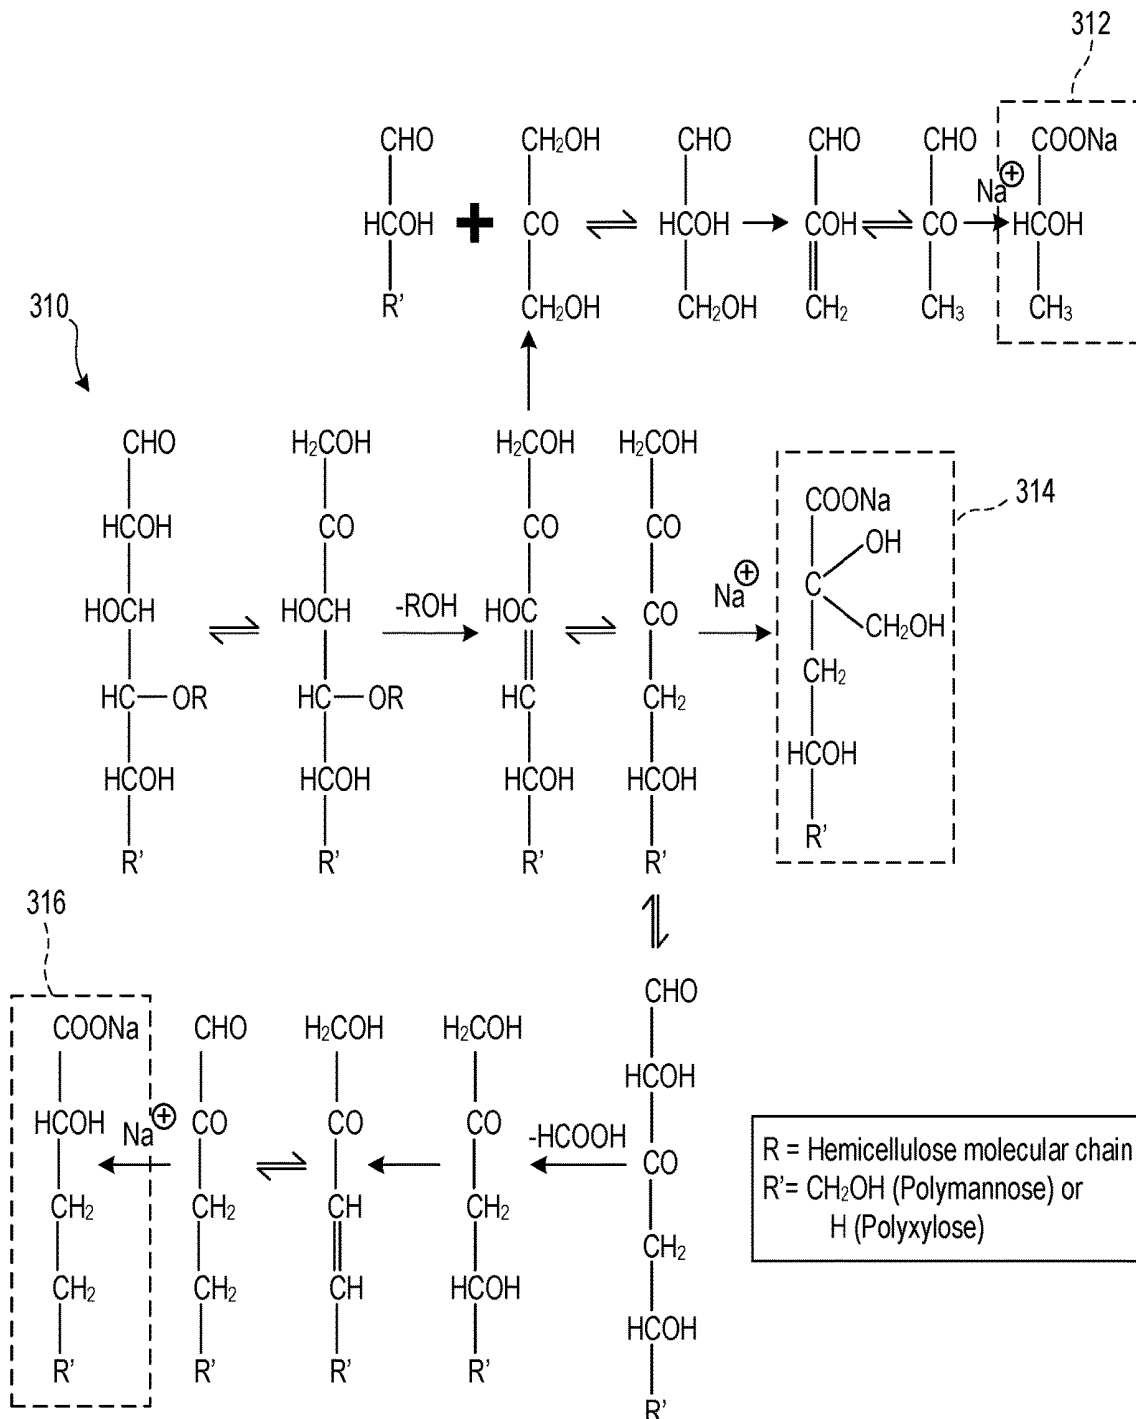 312
CHO CH₂OH CHO CHO CHO COONa
Na⊕
HCOH + CO ⇌ HCOH → COH ⇌ CO → HCOH
R' CH₂OH CH₂OH CH₂ CH₃ CH₃
310
CHO H₂COH H₂COH H₂COH
COONa 314
HCOH CO CO CO
OH
C
Na⊕
-ROH
HOCH ⇌ HOCH → HOC ⇌ CO →
CH₂OH
CH₂
HC—OR HC—OR HC CH₂
HCOH
HCOH HCOH HCOH HCOH
R'
R' R' R' R'
316
⇌
CHO
COONa CHO H₂COH H₂COH
HCOH
HCOH Na⊕ CO CO CO
-HCOOH
← ⇌ ← ← CO
CH₂ CH₂ CH CH₂
CH₂
CH₂ CH₂ CH HCOH
HCOH
R' R' R' R'
R'
R = Hemicellulose molecular chain
R'= CH₂OH (Polymannose) or
H (Polyxylose)